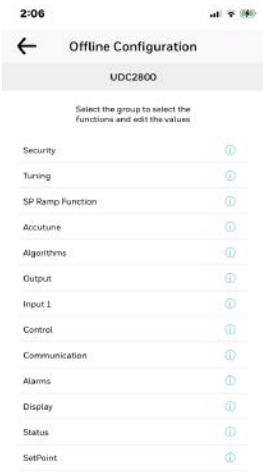 2:06
Offline Configuration
UDC2800
Select the group to select the
functions and edit the values
Security
Tuning
SP Ramp Function
Accutune
Algorithms
Output
Input 1
Control
Communication
Alarms
Display
Status
SetPoint